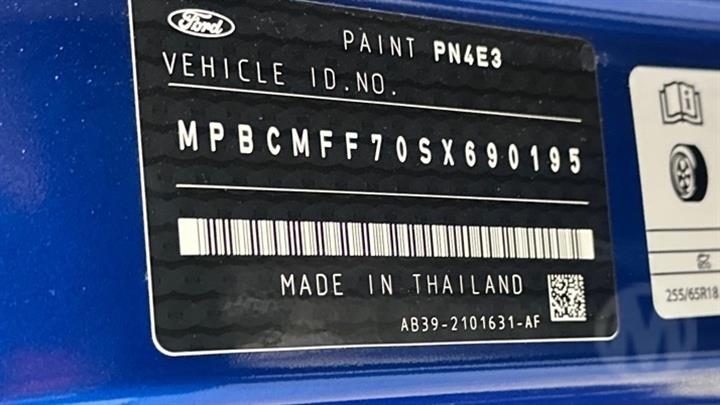 Ford
PAINT PN4E3
VEHICLE ID.NO.
MPBCMFF70SX690195
MADE IN THAILAND
AB39-2101631-AF
255/65R18